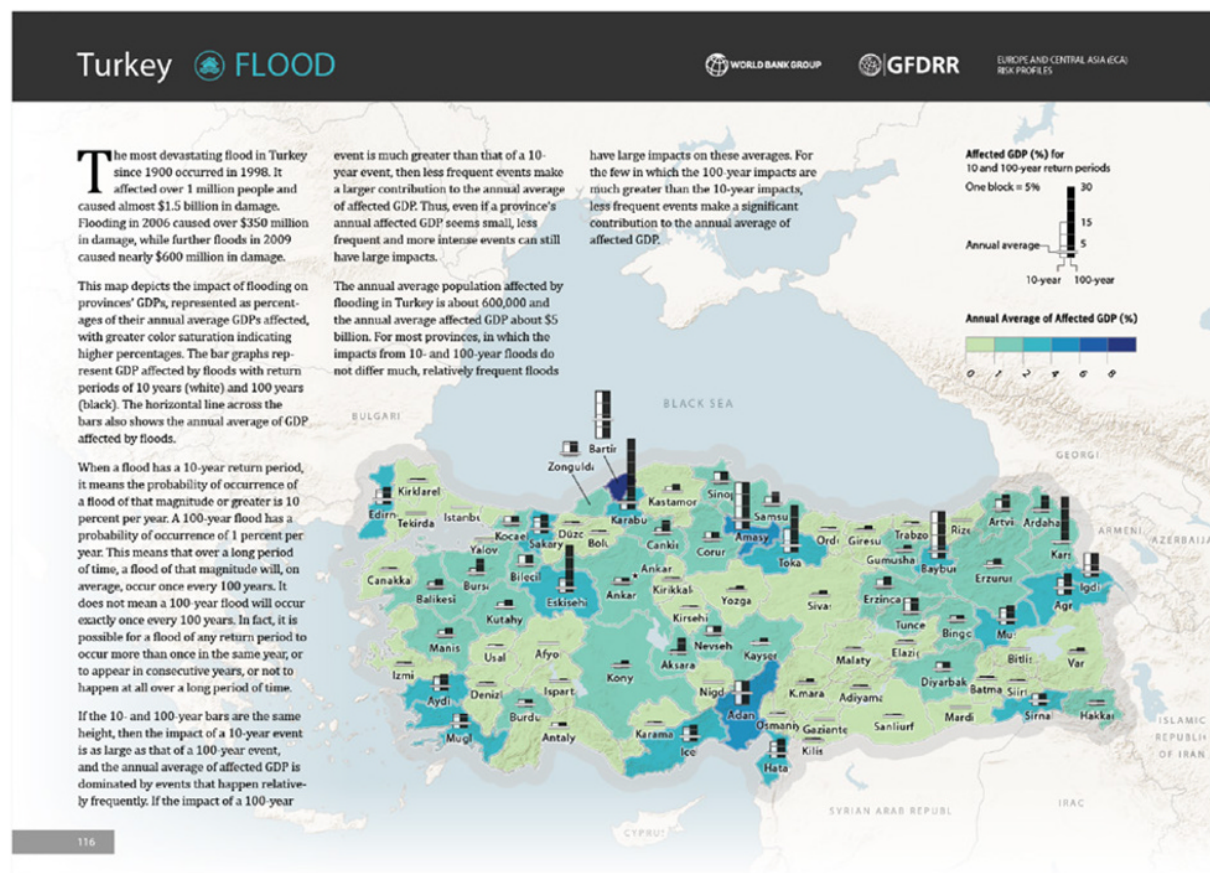 Turkey FLOOD
WORLD BANK GROUP
GFDRR
EUROPE AND CENTRAL ASIA (ECA)
RISK PROFILES
The most devastating flood in Turkey
since 1900 occurred in 1998. It
affected over 1 million people and
caused almost $1.5 billion in damage.
Flooding in 2006 caused over $350 million
in damage, while further floods in 2009
caused nearly $600 million in damage.
This map depicts the impact of flooding on
provinces' GDPs, represented as percent-
ages of their annual average GDPs affected,
with greater color saturation indicating
higher percentages. The bar graphs rep-
resent GDP affected by floods with return
periods of 10 years (white) and 100 years
(black). The horizontal line across the
bars also shows the annual average of GDP
affected by floods.
When a flood has a 10-year return period,
it means the probability of occurrence of
a flood of that magnitude or greater is 10
percent per year. A 100-year flood has a
probability of occurrence of 1 percent per
year. This means that over a long period
of time, a flood of that magnitude will, on
average, occur once every 100 years. It
does not mean a 100-year flood will occur
exactly once every 100 years. In fact, it is
possible for a flood of any return period to
occur more than once in the same year, or
to appear in consecutive years, or not to
happen at all over a long period of time.
If the 10- and 100-year bars are the same
height, then the impact of a 10-year event
is as large as that of a 100-year event,
and the annual average of affected GDP is
dominated by events that happen relative-
ly frequently. If the impact of a 100-year
event is much greater than that of a 10-
year event, then less frequent events make
a larger contribution to the annual average
of affected GDP. Thus, even if a province's
annual affected GDP seems small, less
frequent and more intense events can still
have large impacts.
The annual average population affected by
flooding in Turkey is about 600,000 and
the annual average affected GDP about $5
billion. For most provinces, in which the
impacts from 10- and 100-year floods do
not differ much, relatively frequent floods
have large impacts on these averages. For
the few in which the 100-year impacts are
much greater than the 10-year impacts,
less frequent events make a significant
contribution to the annual average of
affected GDP.
Affected GDP (%) for
10 and 100-year return periods
One block = 5%
30
15
Annual average
5
10-year 100-year
Annual Average of Affected GDP (%)
0 1 2 4 6 8
BULGARI
BLACK SEA
GEORGI
ARMENI
AZERBAIJA
Bartir
Zongulda
Kirklarel
Edirn
Tekirda
Istanbu
Kocael
Yalov
Sakary
Düzc
Bolu
Karabu
Kastamor
Sinop
Samsu
Cankir
Corur
Amasy
Toka
Ordu
Giresu
Trabzo
Rize
Gumusha
Baybur
Artvi
Ardaha
Kars
Igdi
Agr
Erzurur
Erzinca
Canakka
Balikesi
Burs
Bileci
Eskisehi
Kutahy
Ankar
Ankar
Kirikkal
Kirsehi
Yozga
Sivas
Tunce
Bingo
Mu
Manis
Usal
Afyo
Izmi
Aydi
Denizl
Ispart
Burdu
Mugl
Antaly
Kony
Aksara
Nevseh
Kayser
Nigd
Malaty
Elazi
Diyarbak
Bitlis
Var
Batma
Siirt
Karama
Ice
Adan
Osmaniy
K.mara
Adiyama
Gaziante
Kilis
Sanliurf
Mardi
Sirna
Hakkar
Hata
ISLAMIC
REPUBLI
OF IRAN
SYRIAN ARAB REPUBL
IRAC
CYPRUS
116